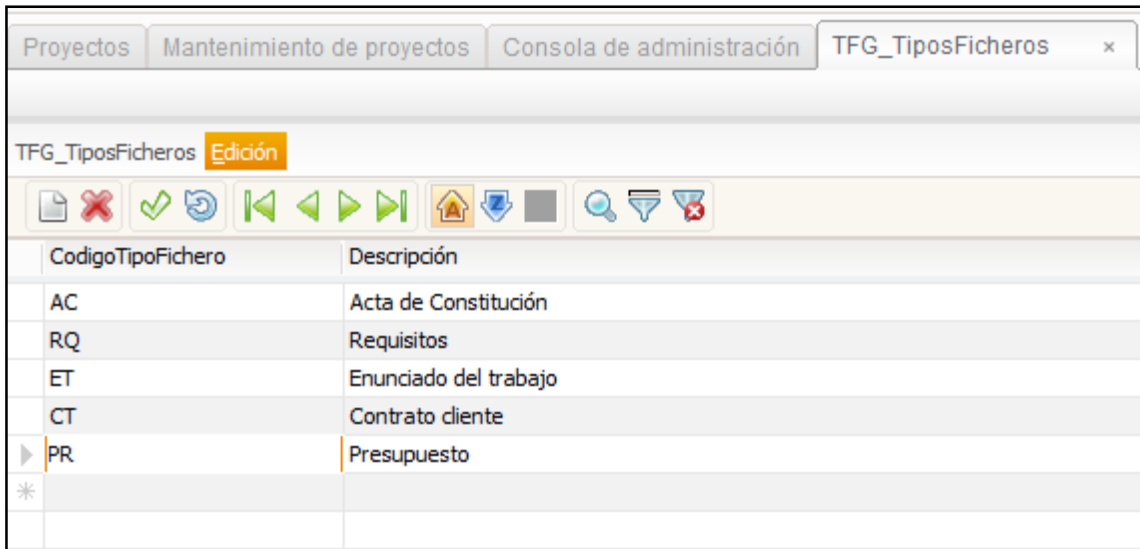 Proyectos Mantenimiento de proyectos Consola de administración TFG_TiposFicheros ×
TFG_TiposFicheros Edición
A Z
CodigoTipoFichero Descripción
AC Acta de Constitución
RQ Requisitos
ET Enunciado del trabajo
CT Contrato cliente
PR Presupuesto